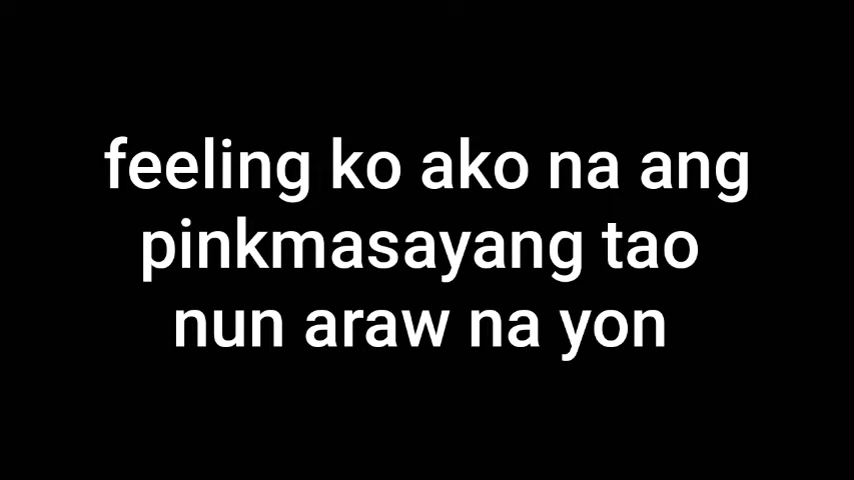 feeling ko ako na ang
pinkmasayang tao
nun araw na yon